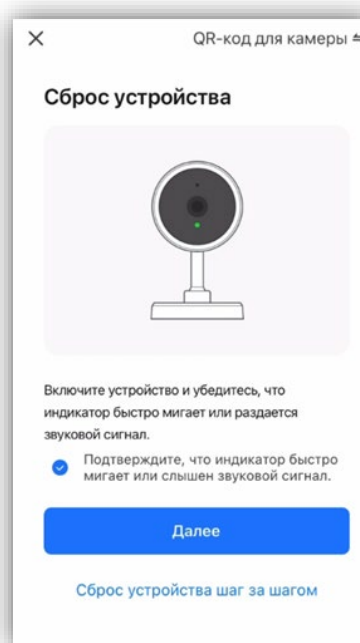 QR-код для камеры
Сброс устройства
Включите устройство и убедитесь, что
индикатор быстро мигает или раздается
звуковой сигнал.
Подтвердите, что индикатор быстро
мигает или слышен звуковой сигнал.
Далее
Сброс устройства шаг за шагом